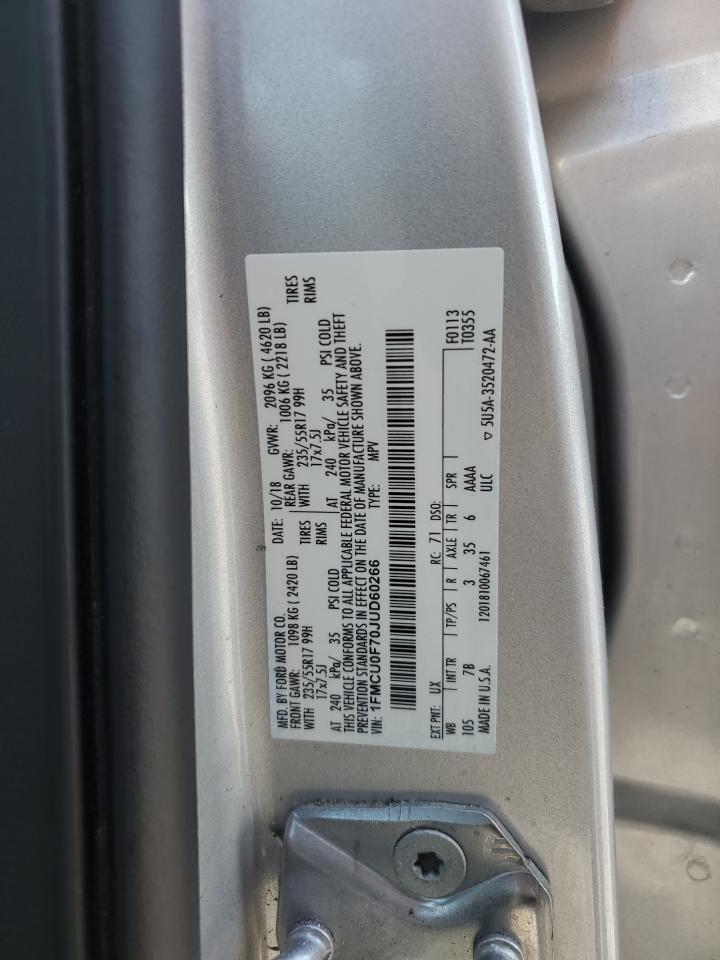 MFD. BY FORD MOTOR CO.
DATE: 10/18 GVWR: 2096 KG ( 4620 LB)
FRONT GAWR: 1098 KG ( 2420 LB) REAR GAWR: 1006 KG ( 2218 LB)
WITH 235/55R17 99H TIRES WITH 235/55R17 99H TIRES
17x7.5J RIMS 17x7.5J RIMS
AT 240 kPa/ 35 PSI COLD AT 240 kPa/ 35 PSI COLD
THIS VEHICLE CONFORMS TO ALL APPLICABLE FEDERAL MOTOR VEHICLE SAFETY AND THEFT
PREVENTION STANDARDS IN EFFECT ON THE DATE OF MANUFACTURE SHOWN ABOVE.
VIN: 1FMCU0F70JUD60266 TYPE: MPV
EXT PNT: UX RC: 71 DSO: F0113
WB INT TR TP/PS R AXLE TR SPR T0355
105 7B 3 35 6 AAAA
MADE IN U.S.A. 1201810067461 ULC ▽ 5U5A-3520472-AA